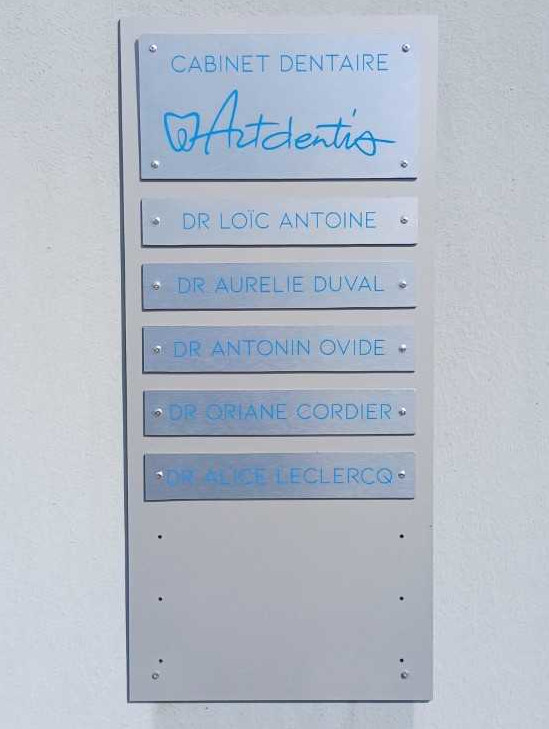 CABINET DENTAIRE
Artdentis
DR LOÏC ANTOINE
DR AURELIE DUVAL
DR ANTONIN OVIDE
DR ORIANE CORDIER
DR ALICE LECLERCQ